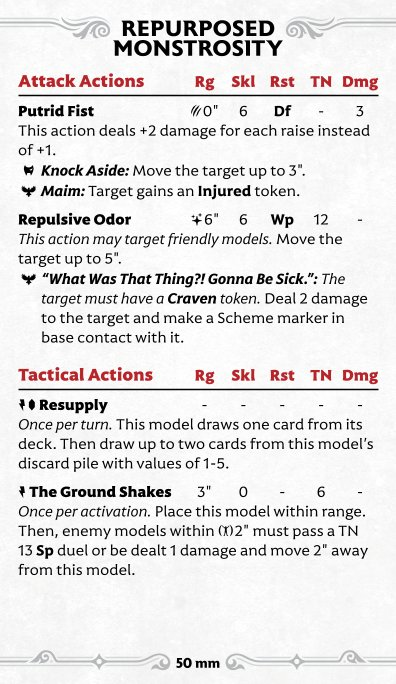 REPURPOSED
MONSTROSITY
Attack Actions Rg Skl Rst TN Dmg
Putrid Fist 0" 6 Df - 3
This action deals +2 damage for each raise instead
of +1.
Knock Aside: Move the target up to 3".
Maim: Target gains an Injured token.
Repulsive Odor 6" 6 Wp 12 -
This action may target friendly models. Move the
target up to 5".
"What Was That Thing?! Gonna Be Sick.": The
target must have a Craven token. Deal 2 damage
to the target and make a Scheme marker in
base contact with it.
Tactical Actions Rg Skl Rst TN Dmg
Resupply - - - - -
Once per turn. This model draws one card from its
deck. Then draw up to two cards from this model's
discard pile with values of 1-5.
The Ground Shakes 3" 0 - 6 -
Once per activation. Place this model within range.
Then, enemy models within 2" must pass a TN
13 Sp duel or be dealt 1 damage and move 2" away
from this model.
50 mm